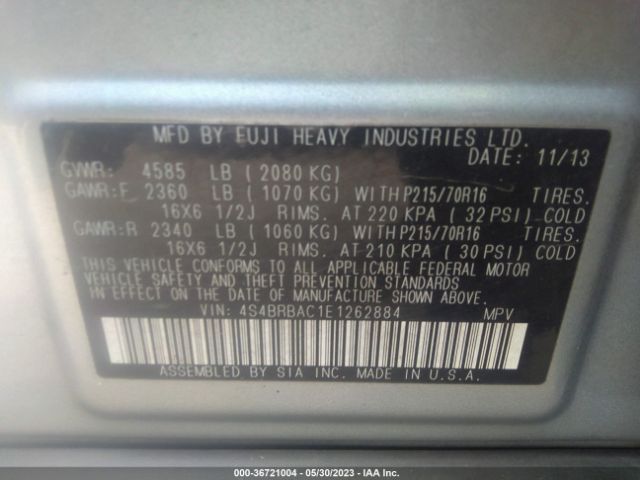 MFD BY FUJI HEAVY INDUSTRIES LTD.
DATE: 11/13
GVWR: 4585 LB (2080 KG)
GAWR:F 2360 LB (1070 KG) WITH P215/70R16 TIRES.
16X6 1/2J RIMS. AT 220 KPA (32 PSI) COLD
GAWR:R 2340 LB (1060 KG) WITH P215/70R16 TIRES.
16X6 1/2J RIMS. AT 210 KPA (30 PSI) COLD
THIS VEHICLE CONFORMS TO ALL APPLICABLE FEDERAL MOTOR
VEHICLE SAFETY AND THEFT PREVENTION STANDARDS
IN EFFECT ON THE DATE OF MANUFACTURE SHOWN ABOVE.
VIN: 4S4BRBAC1E1262884 MPV
ASSEMBLED BY SIA INC. MADE IN U.S.A.
000-36721004 — 05/30/2023 - IAA Inc.